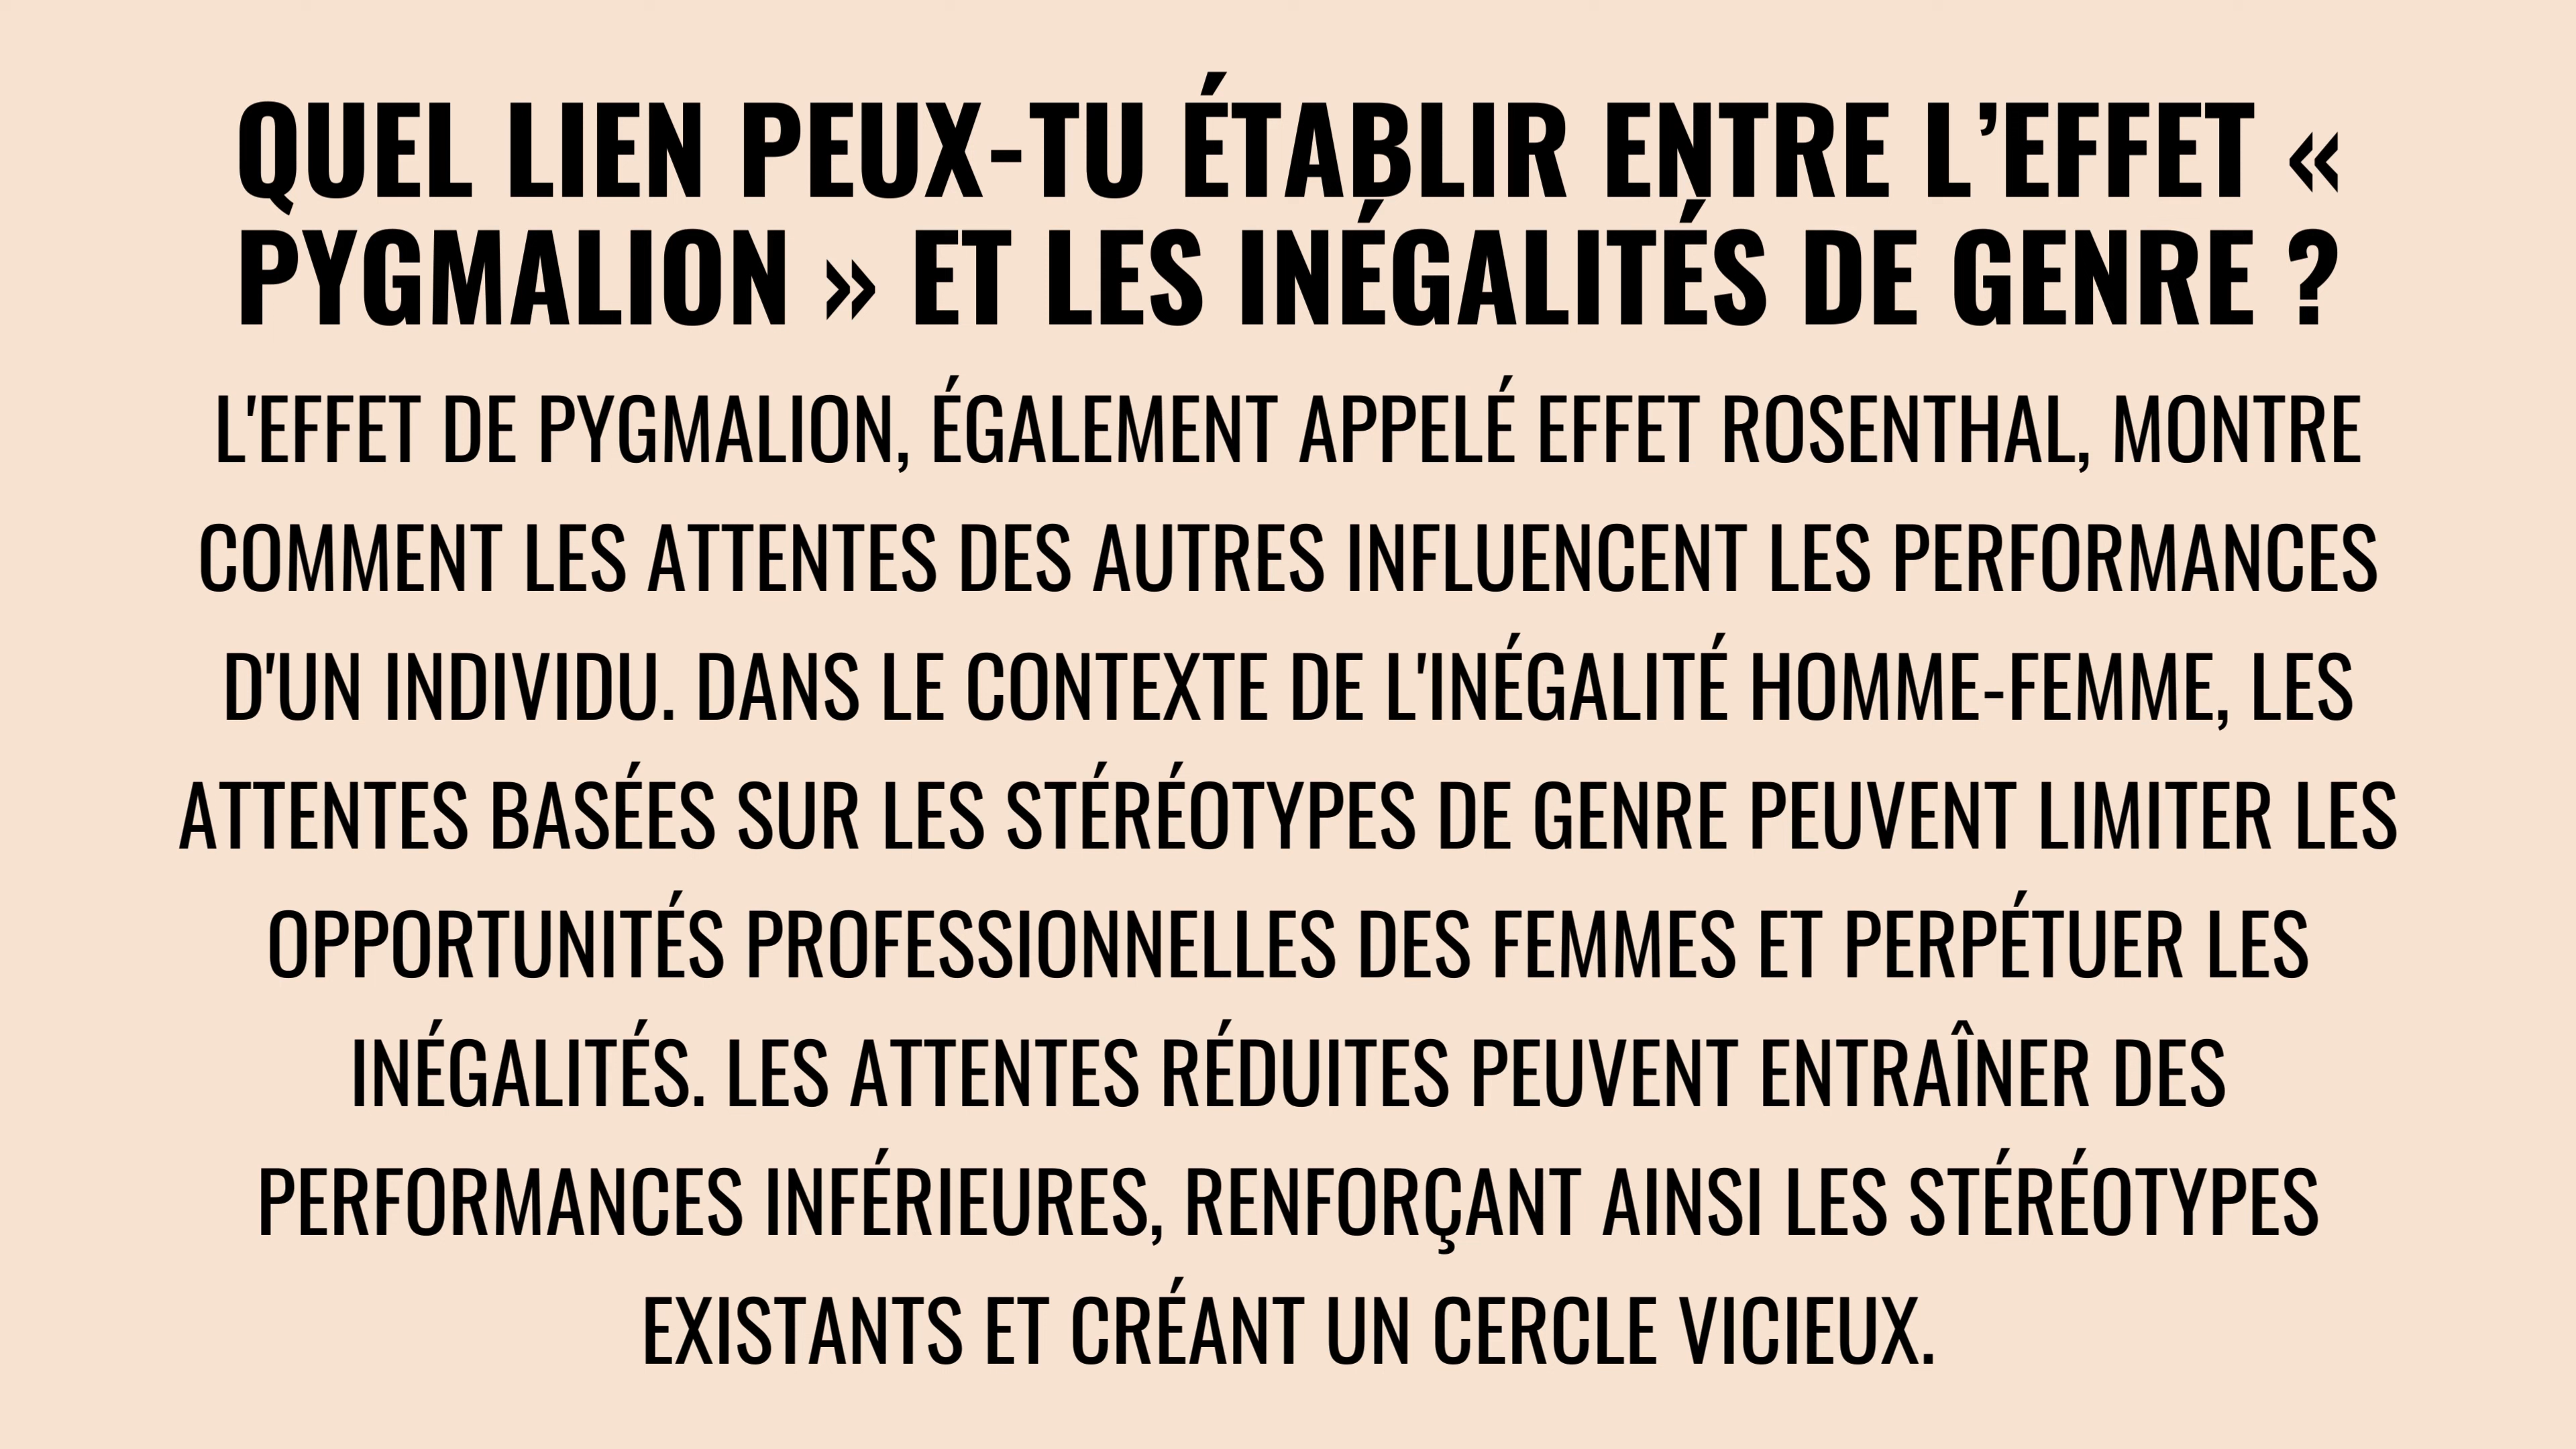 QUEL LIEN PEUX-TU ÉTABLIR ENTRE L’EFFET «
PYGMALION » ET LES INÉGALITÉS DE GENRE ?
L'EFFET DE PYGMALION, ÉGALEMENT APPELÉ EFFET ROSENTHAL, MONTRE
COMMENT LES ATTENTES DES AUTRES INFLUENCENT LES PERFORMANCES
D'UN INDIVIDU. DANS LE CONTEXTE DE L'INÉGALITÉ HOMME-FEMME, LES
ATTENTES BASÉES SUR LES STÉRÉOTYPES DE GENRE PEUVENT LIMITER LES
OPPORTUNITÉS PROFESSIONNELLES DES FEMMES ET PERPÉTUER LES
INÉGALITÉS. LES ATTENTES RÉDUITES PEUVENT ENTRAÎNER DES
PERFORMANCES INFÉRIEURES, RENFORÇANT AINSI LES STÉRÉOTYPES
EXISTANTS ET CRÉANT UN CERCLE VICIEUX.